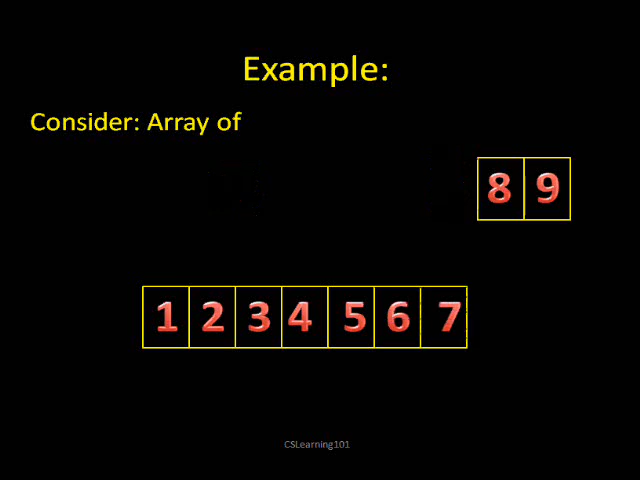 Example:
Consider: Array of
8 9
1 2 3 4 5 6 7
CSLearning101